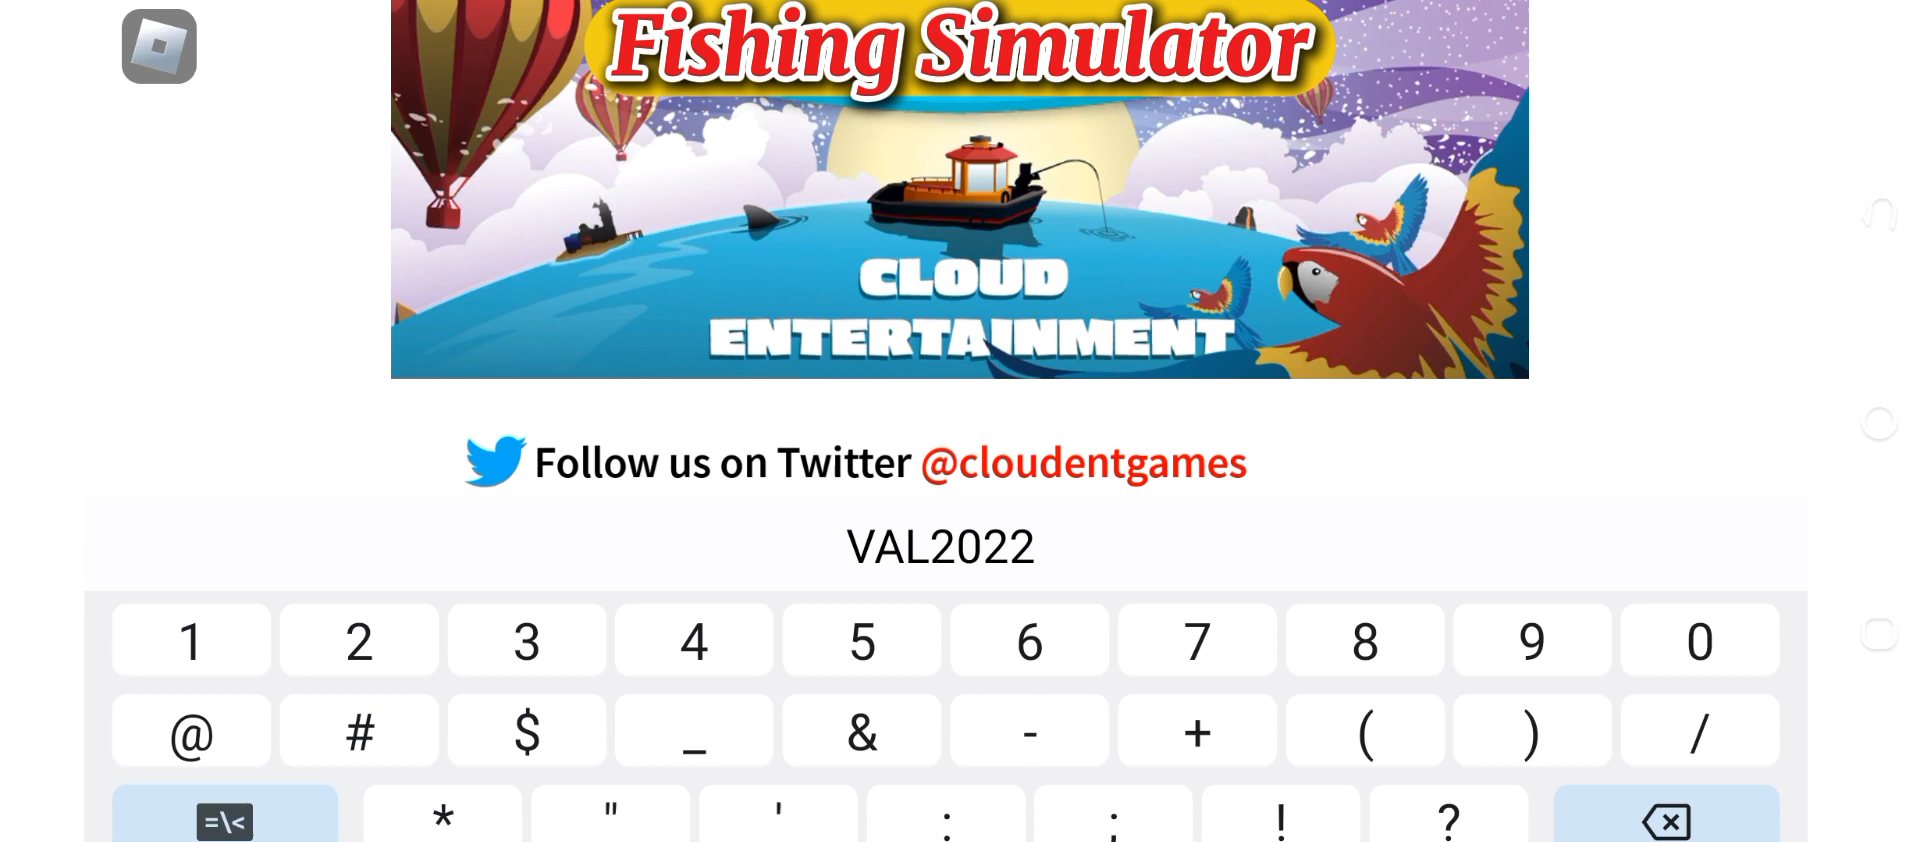 Fishing Simulator
CLOUD
ENTERTAINMENT
Follow us on Twitter @cloudentgames
VAL2022
1 2 3 4 5 6 7 8 9 0
@ # $ _ & - + ( ) /
=\< * " ' : ; ! ?